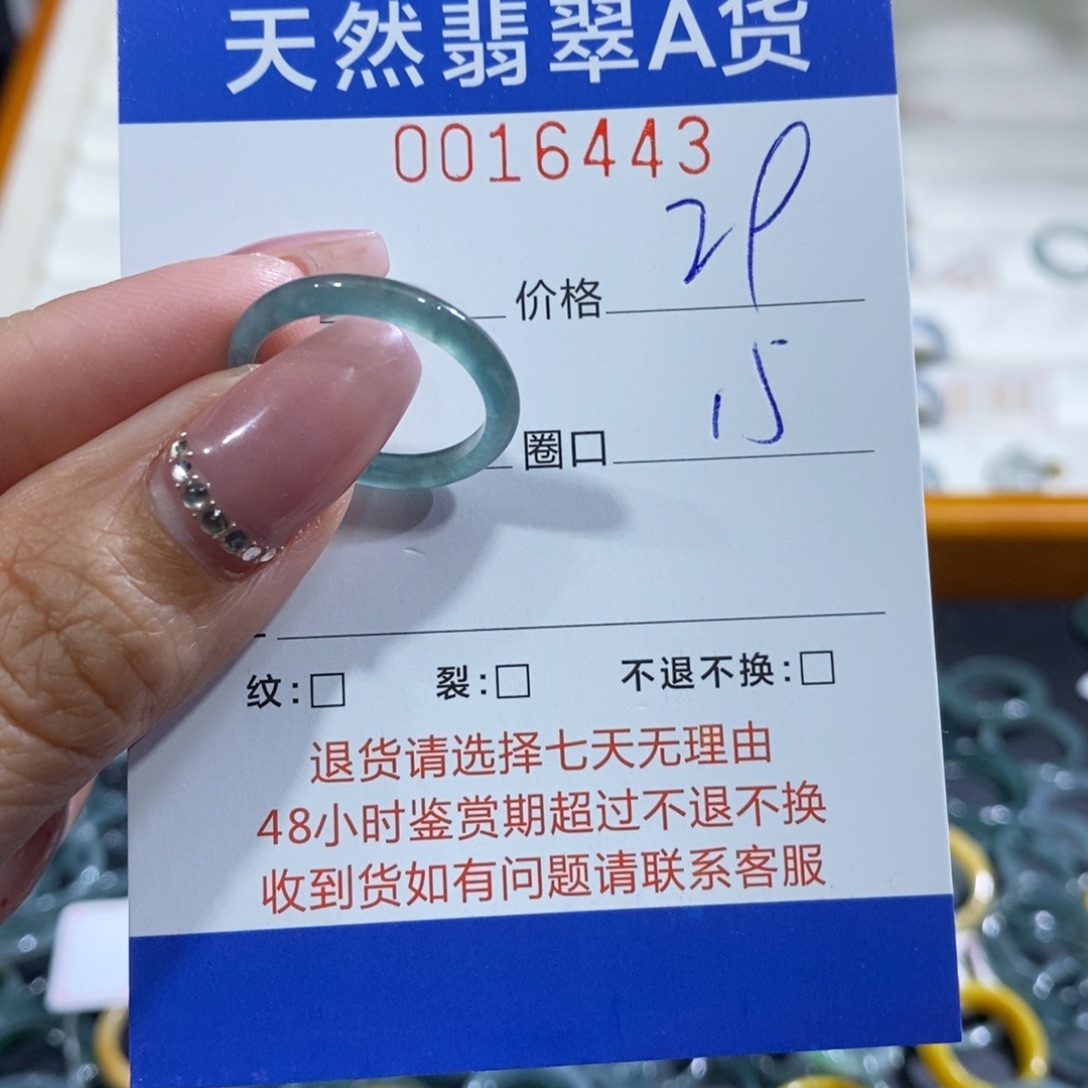 天然翡翠A货
0016443
价格 29
圈口 15
纹:□ 裂:□ 不退不换:□
退货请选择七天无理由
48小时鉴赏期超过不退不换
收到货如有问题请联系客服